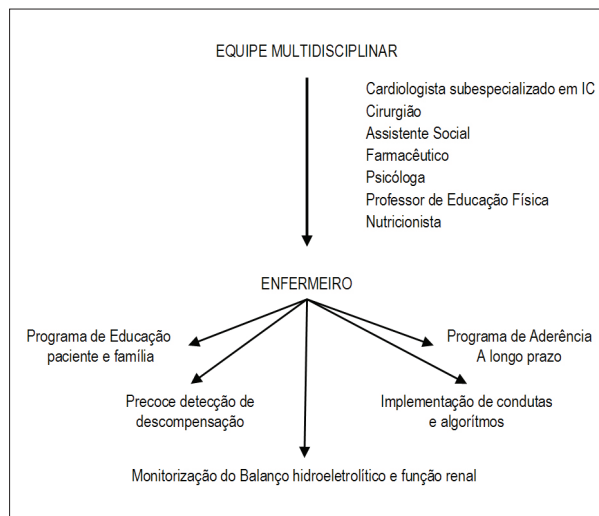 EQUIPE MULTIDISCIPLINAR
Cardiologista subespecializado em IC
Cirurgião
Assistente Social
Farmacêutico
Psicóloga
Professor de Educação Física
Nutricionista
ENFERMEIRO
Programa de Educação
paciente e família
Programa de Aderência
A longo prazo
Precoce detecção de
descompensação
Implementação de condutas
e algorítmos
Monitorização do Balanço hidroeletrolítico e função renal